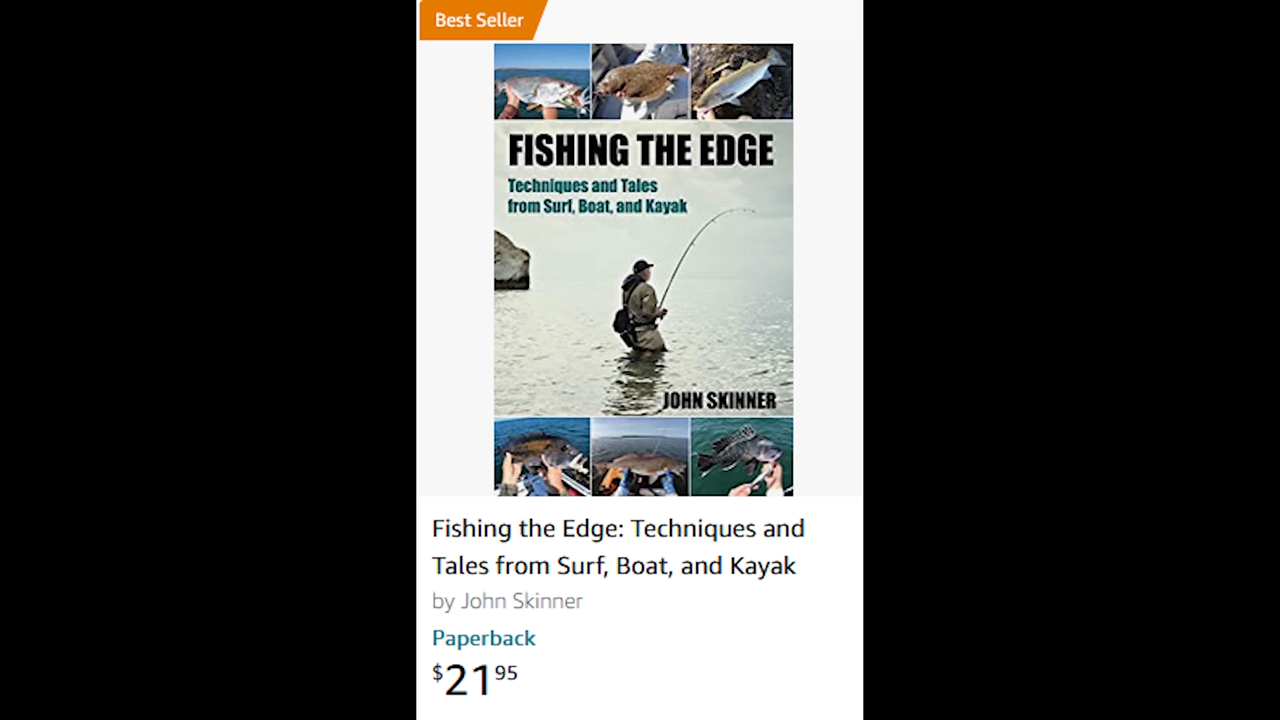 Best Seller
FISHING THE EDGE
Techniques and Tales
from Surf, Boat, and Kayak
JOHN SKINNER
Fishing the Edge: Techniques and
Tales from Surf, Boat, and Kayak
by John Skinner
Paperback
$21 95